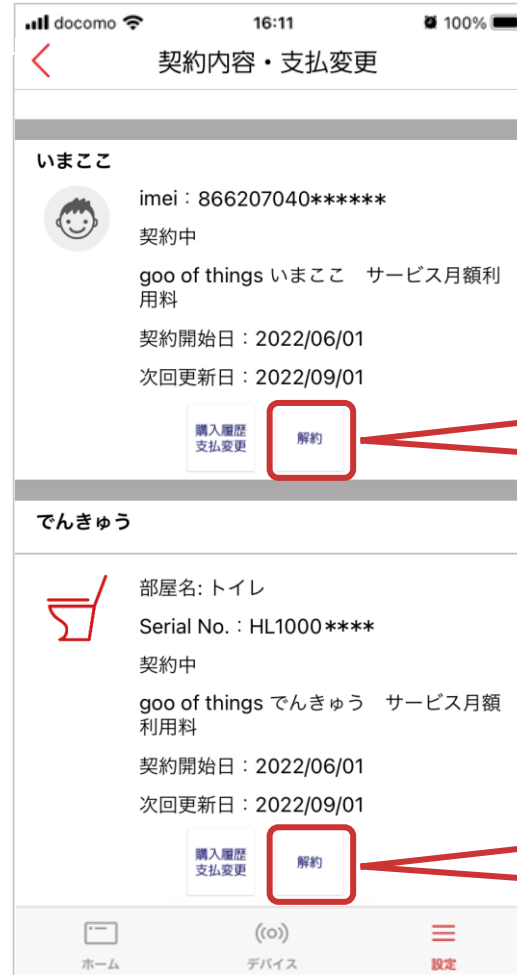 docomo 16:11 100%
契約内容・支払変更
いまここ
imei：866207040******
契約中
goo of things いまここ　サービス月額利
用料
契約開始日：2022/06/01
次回更新日：2022/09/01
購入履歴
支払変更
解約
でんきゅう
部屋名: トイレ
Serial No.：HL1000****
契約中
goo of things でんきゅう　サービス月額
利用料
契約開始日：2022/06/01
次回更新日：2022/09/01
購入履歴
支払変更
解約
ホーム デバイス 設定